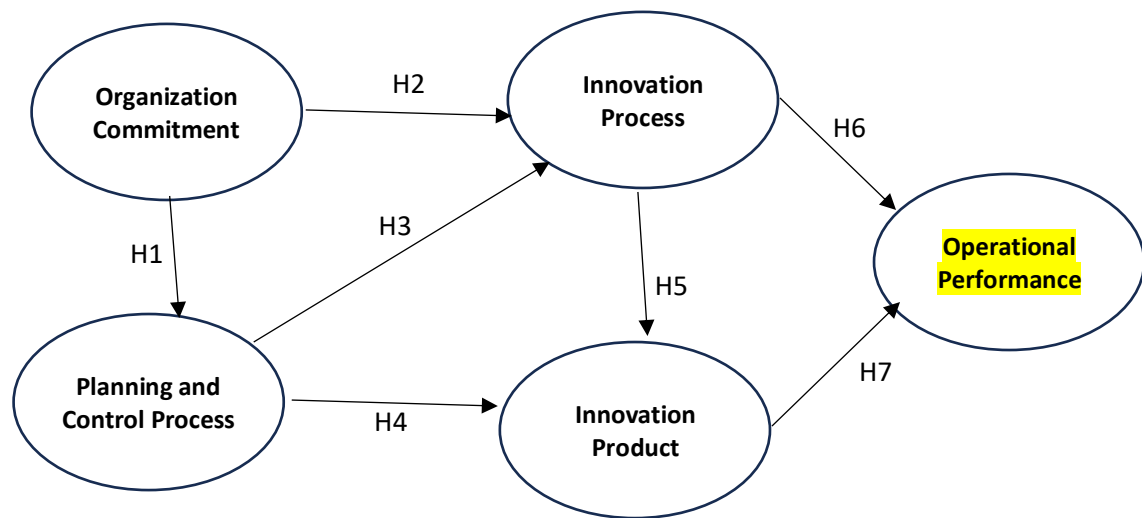 Organization
Commitment
H2
Innovation
Process
H6
H1
H3
Operational
Performance
H5
Planning and
Control Process
H4
Innovation
Product
H7